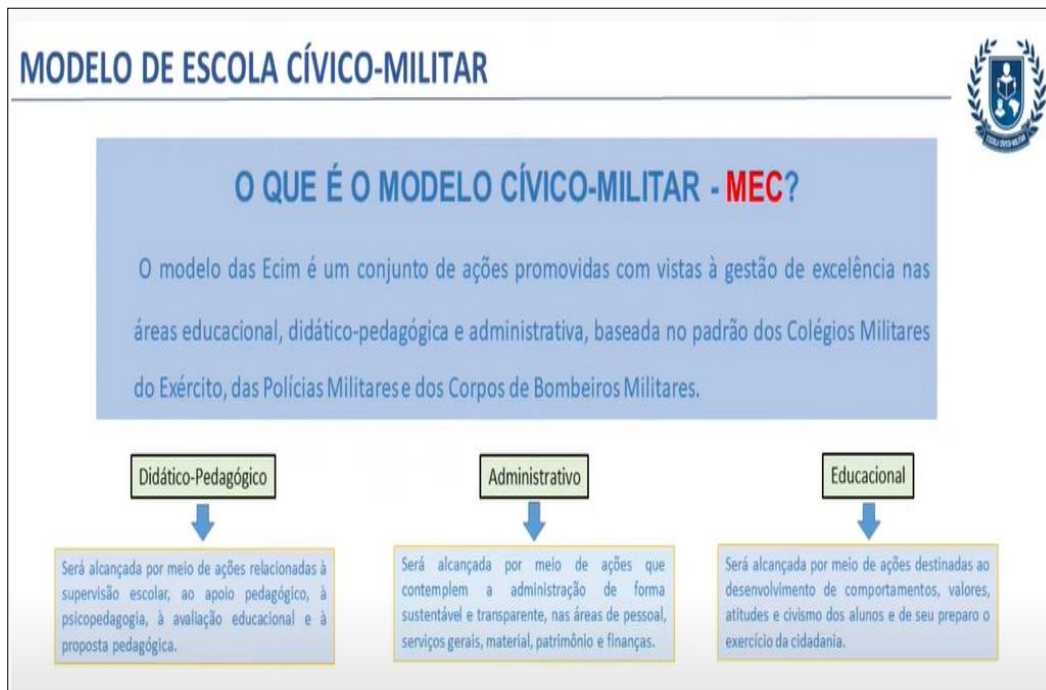 MODELO DE ESCOLA CÍVICO-MILITAR
ESCOLA CÍVICO-MILITAR
O QUE É O MODELO CÍVICO-MILITAR - MEC?
O modelo das Ecim é um conjunto de ações promovidas com vistas à gestão de excelência nas
áreas educacional, didático-pedagógica e administrativa, baseada no padrão dos Colégios Militares
do Exército, das Polícias Militares e dos Corpos de Bombeiros Militares.
Didático-Pedagógico
Será alcançada por meio de ações relacionadas à
supervisão escolar, ao apoio pedagógico, à
psicopedagogia, à avaliação educacional e à
proposta pedagógica.
Administrativo
Será alcançada por meio de ações que
contemplem a administração de forma
sustentável e transparente, nas áreas de pessoal,
serviços gerais, material, patrimônio e finanças.
Educacional
Será alcançada por meio de ações destinadas ao
desenvolvimento de comportamentos, valores,
atitudes e civismo dos alunos e de seu preparo o
exercício da cidadania.